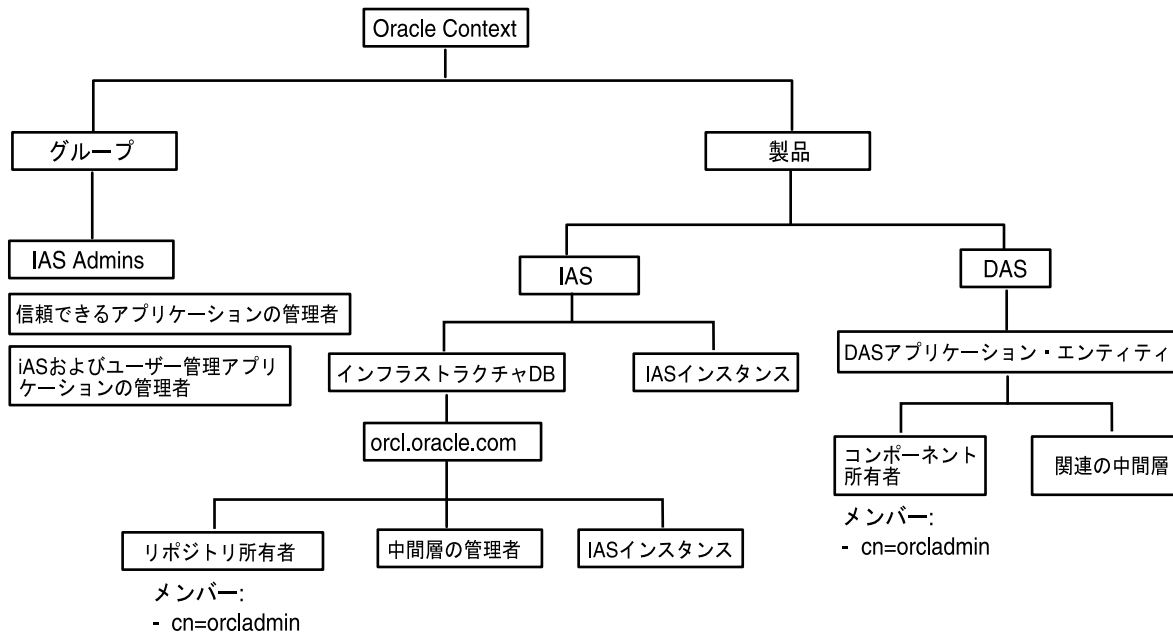 Oracle Context
グループ
製品
IAS Admins
IAS
DAS
信頼できるアプリケーションの管理者
iASおよびユーザー管理アプリ
ケーションの管理者
インフラストラクチャDB
IASインスタンス
DASアプリケーション・エンティティ
orcl.oracle.com
コンポーネント
所有者
関連の中間層
メンバー:
- cn=orcladmin
リポジトリ所有者
中間層の管理者
IASインスタンス
メンバー:
- cn=orcladmin